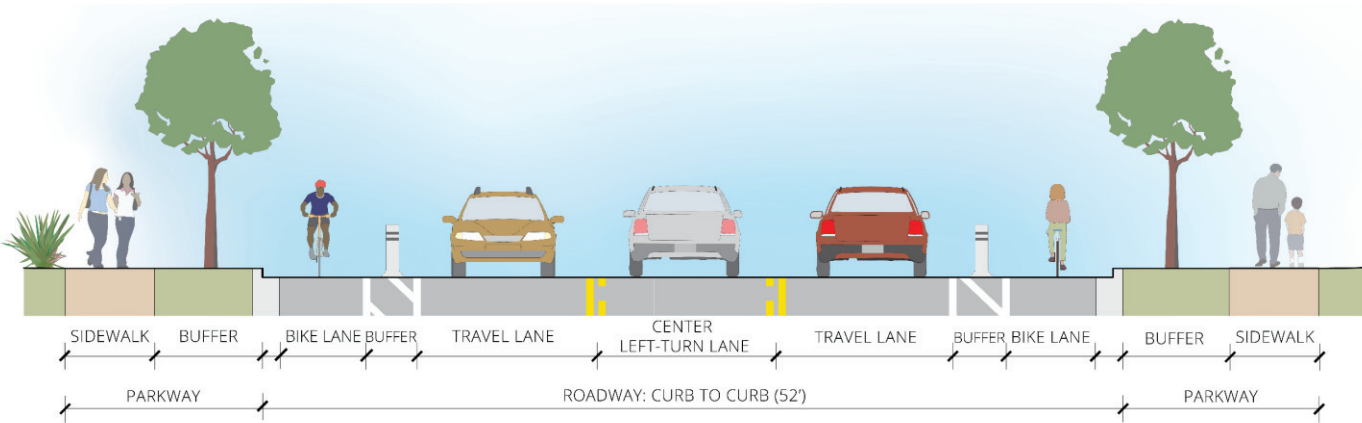 SIDEWALK
BUFFER
BIKE LANE
BUFFER
TRAVEL LANE
CENTER
LEFT-TURN LANE
TRAVEL LANE
BUFFER
BIKE LANE
BUFFER
SIDEWALK
PARKWAY
ROADWAY: CURB TO CURB (52')
PARKWAY